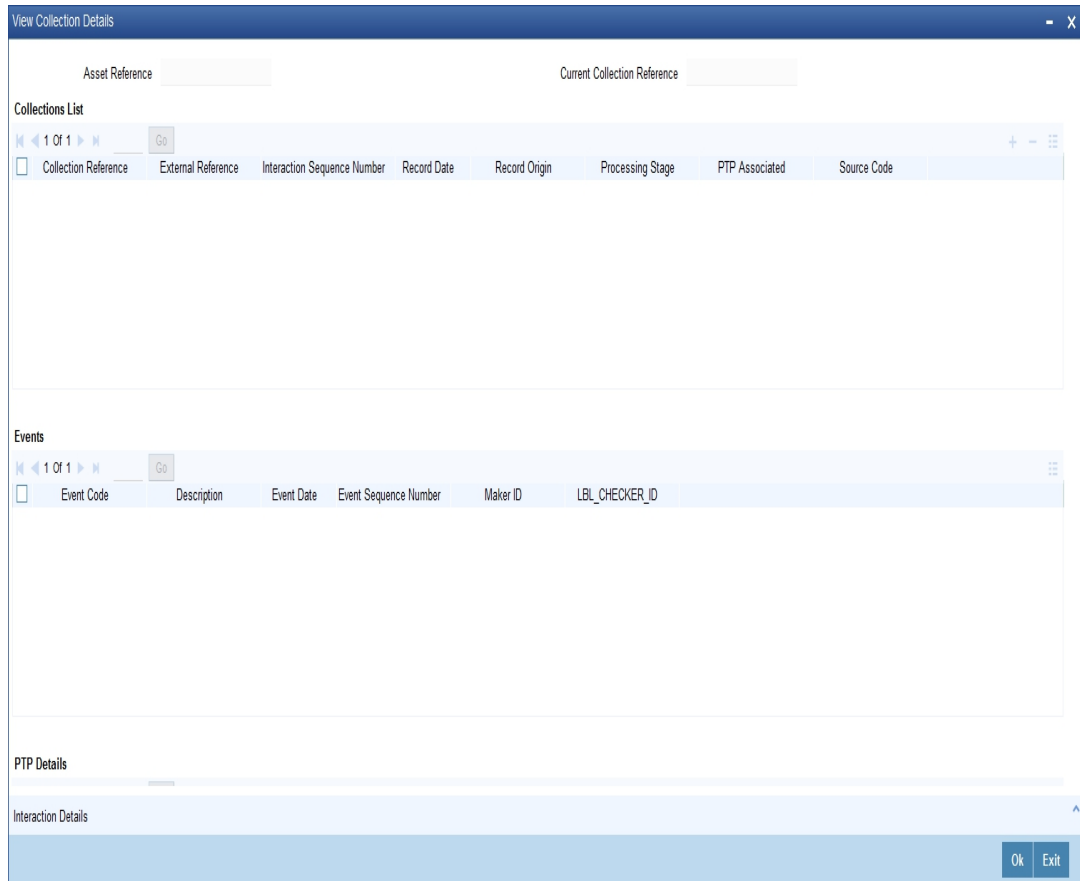 View Collection Details
Asset Reference Current Collection Reference
Collections List
1 Of 1 Go
Collection Reference External Reference Interaction Sequence Number Record Date Record Origin Processing Stage PTP Associated Source Code
Events
1 Of 1 Go
Event Code Description Event Date Event Sequence Number Maker ID LBL_CHECKER_ID
PTP Details
Interaction Details
Ok Exit